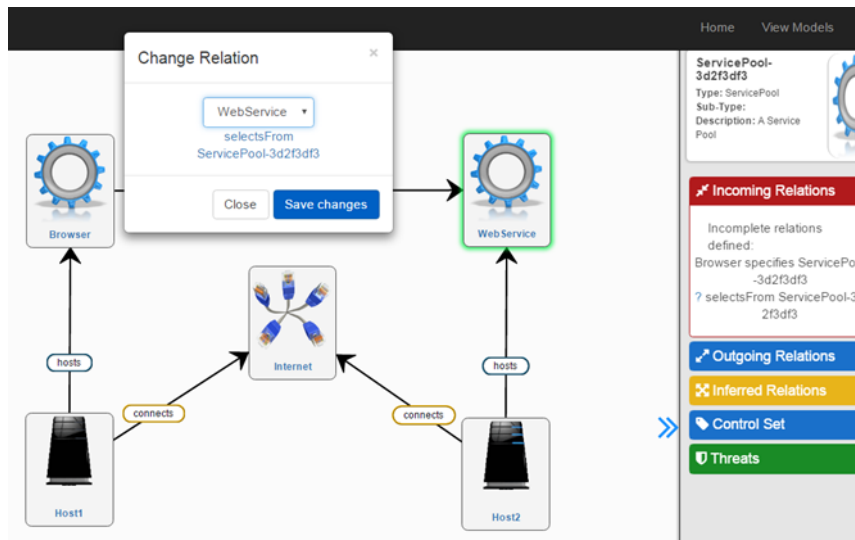 Home View Models
Change Relation ×
WebService
selectsFrom
ServicePool-3d2f3df3
Close Save changes
Browser
WebService
Internet
hosts
hosts
connects
connects
Host1
Host2
ServicePool-
3d2f3df3
Type: ServicePool
Sub-Type:
Description: A Service
Pool
Incoming Relations
Incomplete relations
defined:
Browser specifies ServicePo
-3d2f3df3
? selectsFrom ServicePool-3
2f3df3
Outgoing Relations
Inferred Relations
Control Set
Threats